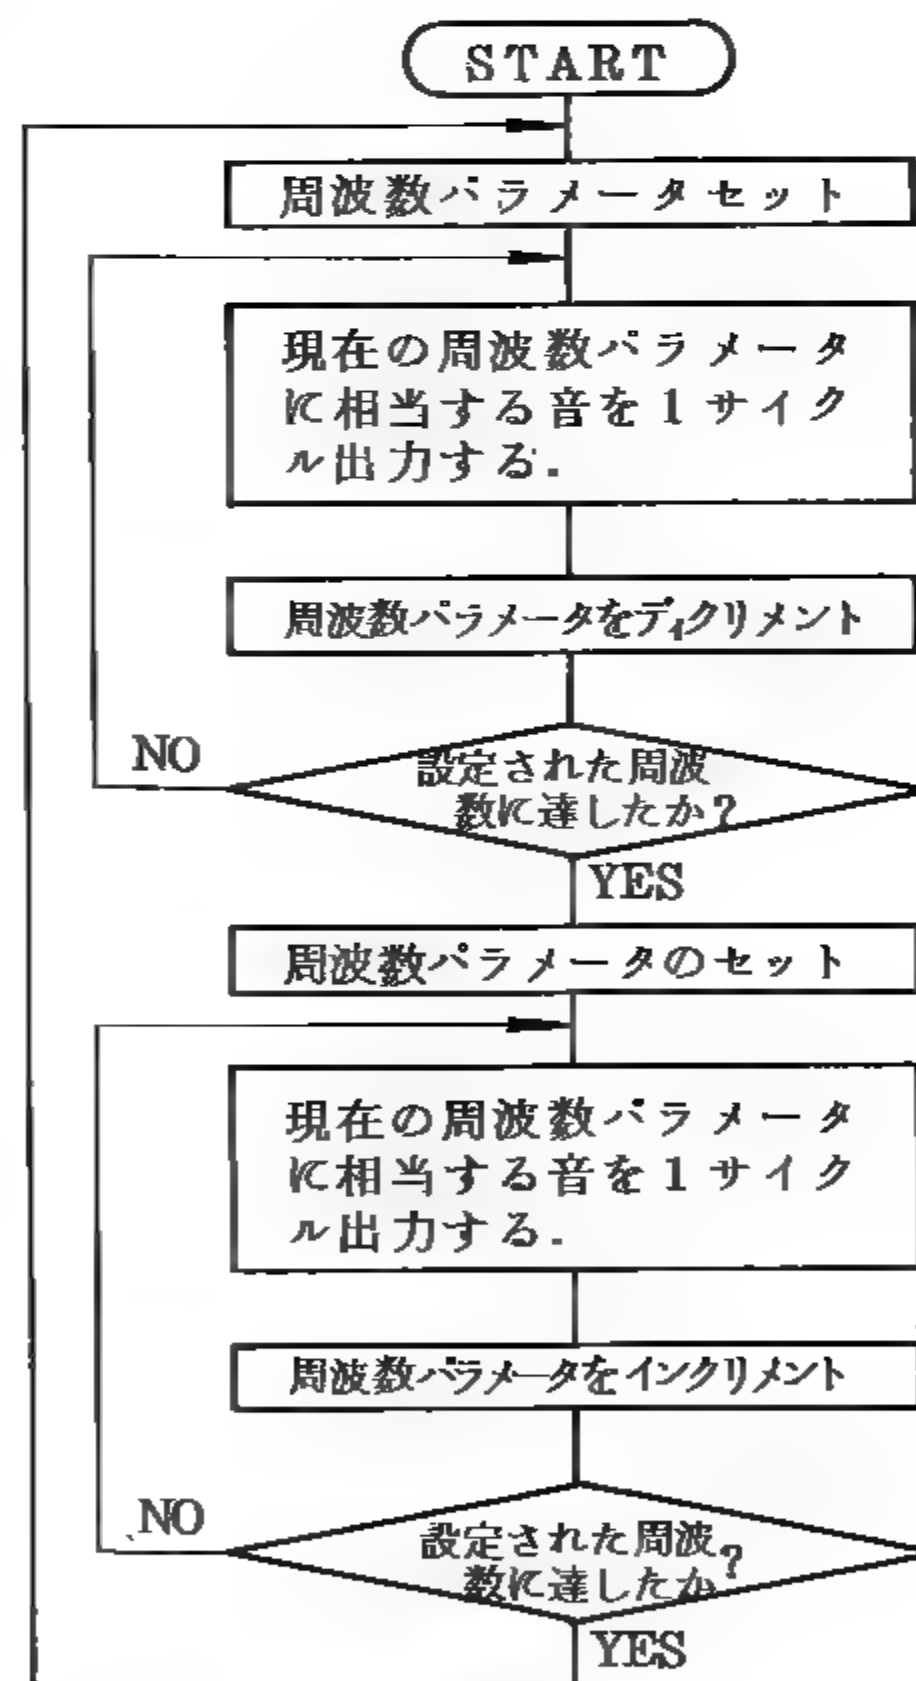 START
周波数パラメータセット
現在の周波数パラメータ
に相当する音を1サイク
ル出力する.
周波数パラメータをディクリメント
NO
設定された周波
数に達したか?
YES
周波数パラメータのセット
現在の周波数パラメータ
に相当する音を1サイク
ル出力する.
周波数パラメータをインクリメント
NO
設定された周波
数に達したか?
YES